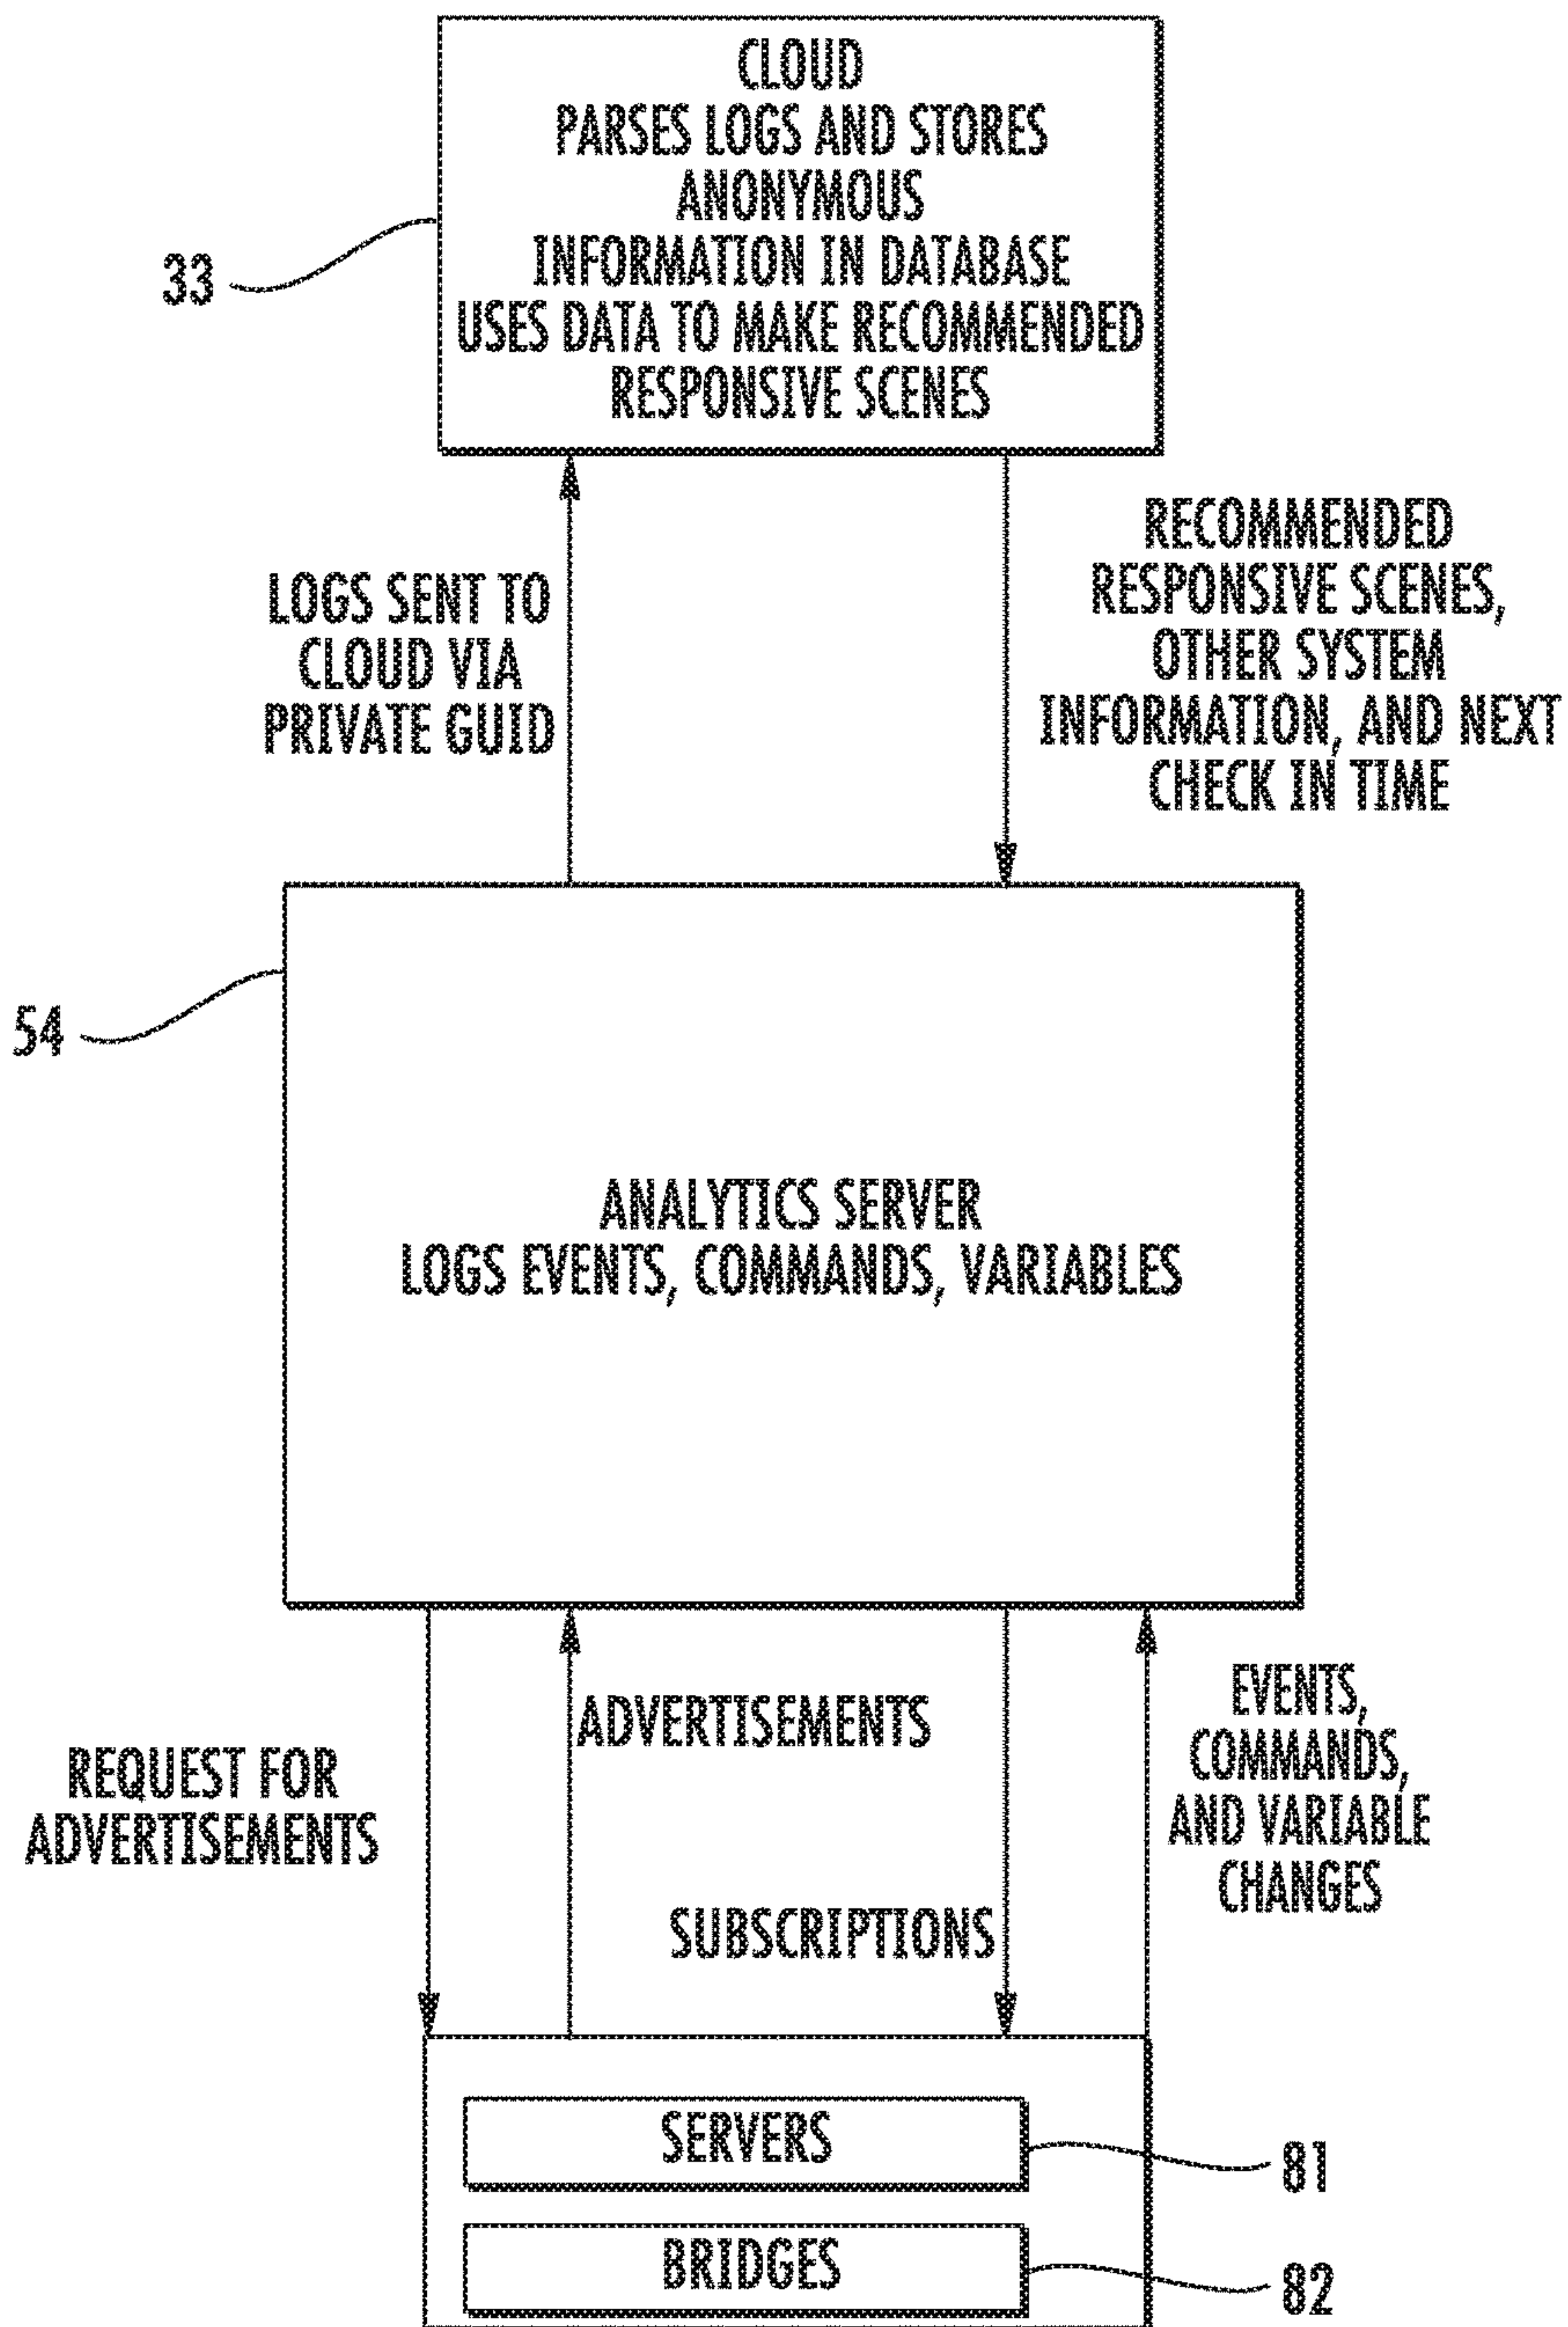 CLOUD
PARSES LOGS AND STORES
ANONYMOUS
INFORMATION IN DATABASE
USES DATA TO MAKE RECOMMENDED
RESPONSIVE SCENES
33
LOGS SENT TO
CLOUD VIA
PRIVATE GUID
RECOMMENDED
RESPONSIVE SCENES,
OTHER SYSTEM
INFORMATION, AND NEXT
CHECK IN TIME
54
ANALYTICS SERVER
LOGS EVENTS, COMMANDS, VARIABLES
REQUEST FOR
ADVERTISEMENTS
ADVERTISEMENTS
SUBSCRIPTIONS
EVENTS,
COMMANDS,
AND VARIABLE
CHANGES
SERVERS
81
BRIDGES
82